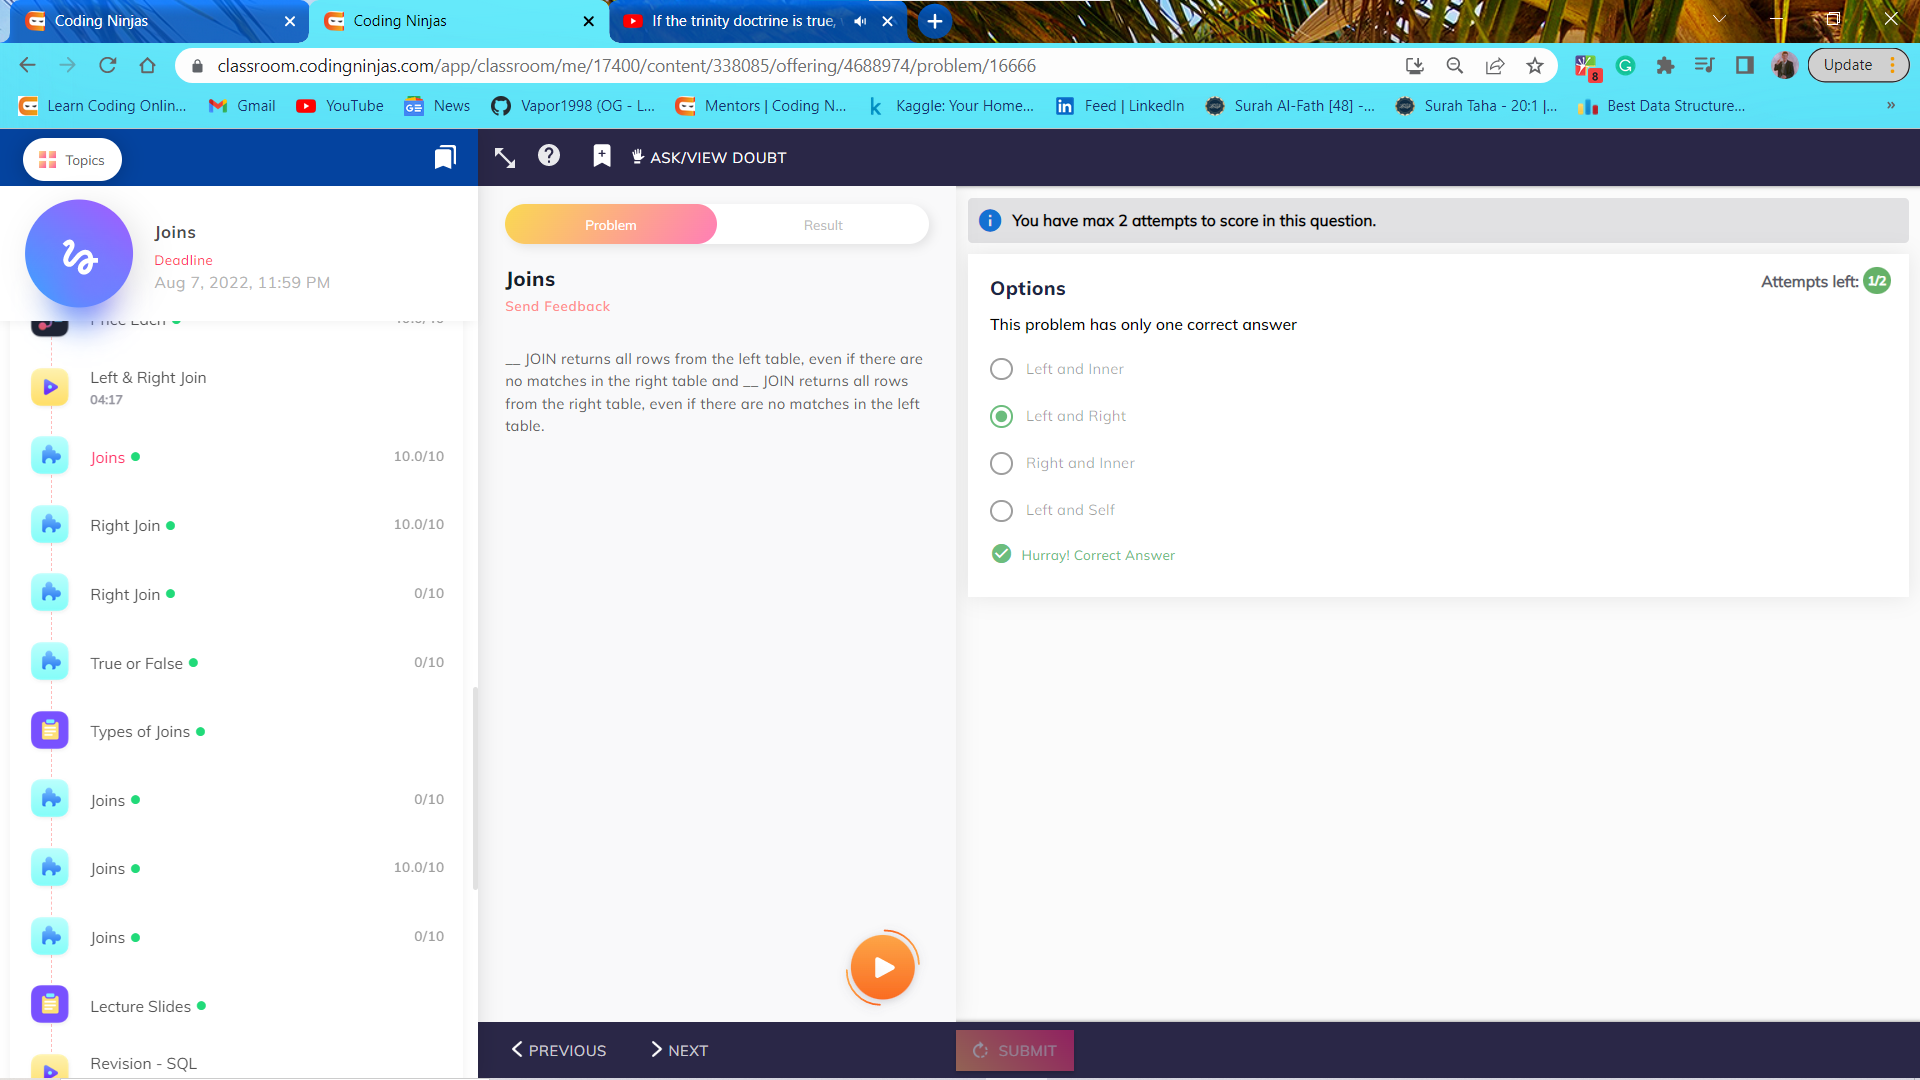 Coding Ninjas
Coding Ninjas
If the trinity doctrine is true,
classroom.codingninjas.com/app/classroom/me/17400/content/338085/offering/4688974/problem/16666
8
Update
Learn Coding Onlin...
Gmail
YouTube
News
Vapor1998 (OG - L...
Mentors | Coding N...
Kaggle: Your Home...
Feed | LinkedIn
Surah Al-Fath [48] -...
Surah Taha - 20:1 |...
Best Data Structure...
»
Topics
ASK/VIEW DOUBT
Joins
Deadline
Aug 7, 2022, 11:59 PM
Price Each
Left & Right Join
04:17
Joins
10.0/10
Right Join
10.0/10
Right Join
0/10
True or False
0/10
Types of Joins
Joins
0/10
Joins
10.0/10
Joins
0/10
Lecture Slides
Revision - SQL
Problem
Result
Joins
Send Feedback
__ JOIN returns all rows from the left table, even if there are
no matches in the right table and __ JOIN returns all rows
from the right table, even if there are no matches in the left
table.
PREVIOUS
NEXT
You have max 2 attempts to score in this question.
Options
Attempts left: 1/2
This problem has only one correct answer
Left and Inner
Left and Right
Right and Inner
Left and Self
Hurray! Correct Answer
SUBMIT